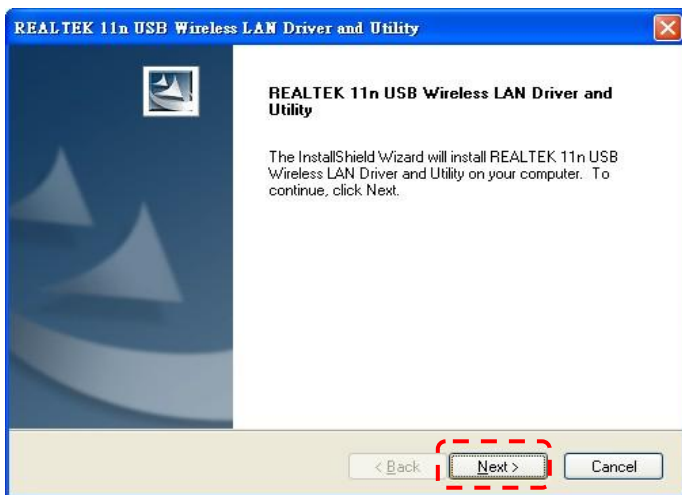 REALTEK 11n USB Wireless LAN Driver and Utility
REALTEK 11n USB Wireless LAN Driver and
Utility
The InstallShield Wizard will install REALTEK 11n USB
Wireless LAN Driver and Utility on your computer. To
continue, click Next.
< Back Next > Cancel